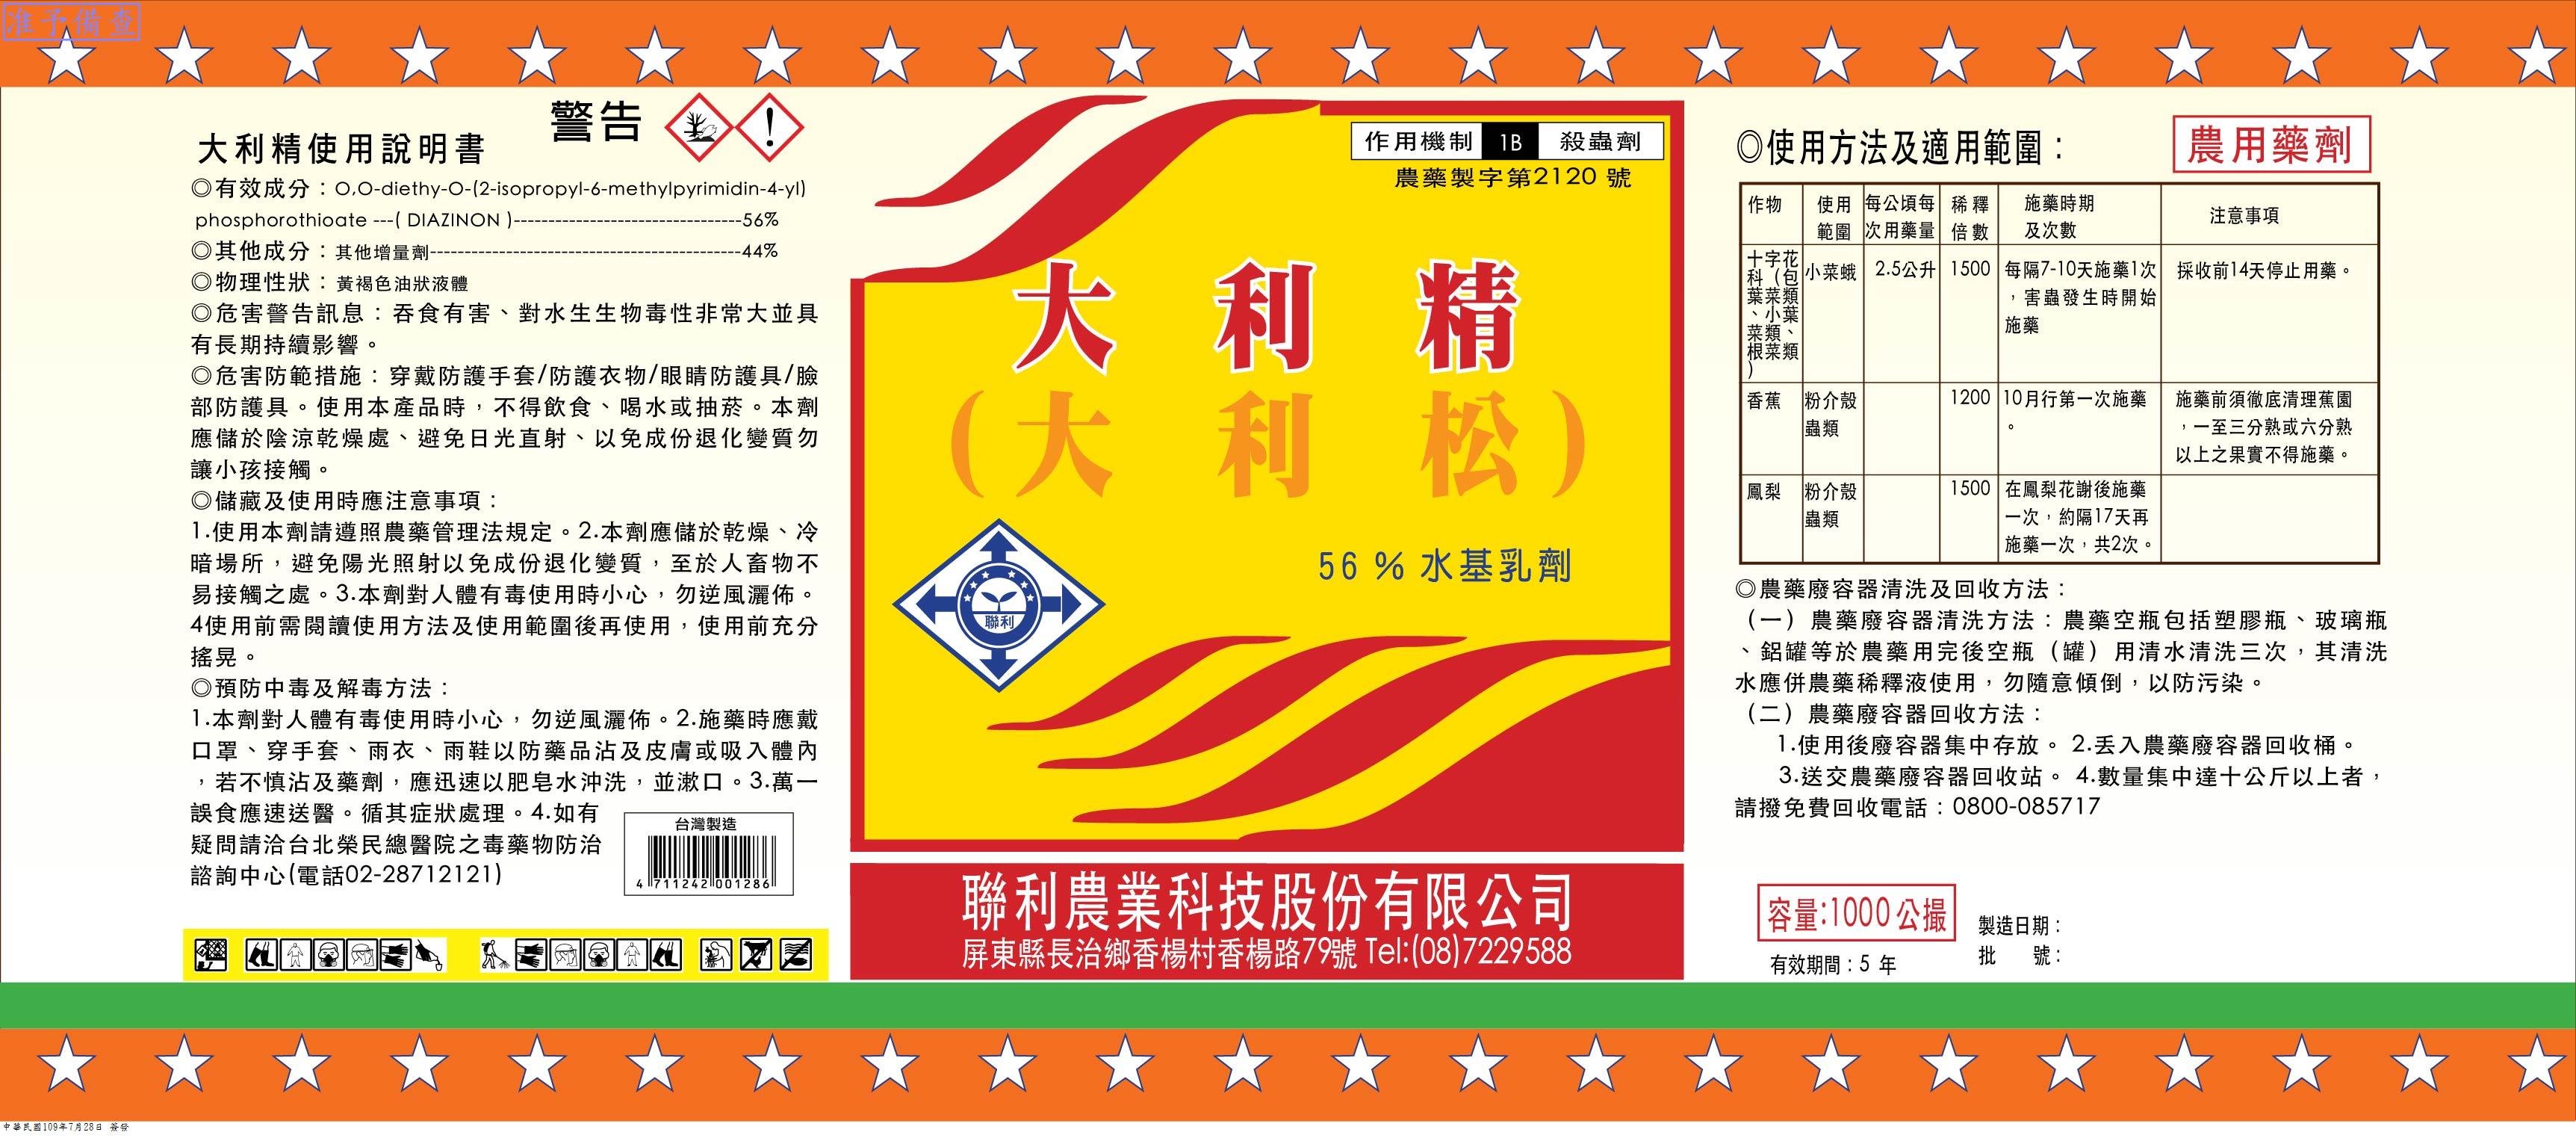 准予備查
警告
大利精使用說明書
◎有效成分：O,O-diethy-O-(2-isopropyl-6-methylpyrimidin-4-yl)
phosphorothioate ---( DIAZINON )---------------------------------56%
◎其他成分：其他增量劑---------------------------------------------44%
◎物理性狀：黃褐色油狀液體
◎危害警告訊息：吞食有害、對水生生物毒性非常大並具
有長期持續影響。
◎危害防範措施：穿戴防護手套/防護衣物/眼睛防護具/臉
部防護具。使用本產品時，不得飲食、喝水或抽菸。本劑
應儲於陰涼乾燥處、避免日光直射、以免成份退化變質勿
讓小孩接觸。
◎儲藏及使用時應注意事項：
1.使用本劑請遵照農藥管理法規定。2.本劑應儲於乾燥、冷
暗場所，避免陽光照射以免成份退化變質，至於人畜物不
易接觸之處。3.本劑對人體有毒使用時小心，勿逆風灑佈。
4使用前需閱讀使用方法及使用範圍後再使用，使用前充分
搖晃。
◎預防中毒及解毒方法：
1.本劑對人體有毒使用時小心，勿逆風灑佈。2.施藥時應戴
口罩、穿手套、雨衣、雨鞋以防藥品沾及皮膚或吸入體內
，若不慎沾及藥劑，應迅速以肥皂水沖洗，並漱口。3.萬一
誤食應速送醫。循其症狀處理。4.如有
疑問請洽台北榮民總醫院之毒藥物防治
諮詢中心(電話02-28712121)
台灣製造
4 711242 001286
作用機制 1B 殺蟲劑
農藥製字第2120 號
大利精
(大利松)
56 % 水基乳劑
聯利
聯利農業科技股份有限公司
屏東縣長治鄉香楊村香楊路79號 Tel:(08)7229588
◎使用方法及適用範圍：
農用藥劑
作物 使用範圍 每公頃每次用藥量 稀釋倍數 施藥時期及次數 注意事項
十字花科（包葉菜類、小葉菜類、根菜類） 小菜蛾 2.5公升 1500 每隔7-10天施藥1次，害蟲發生時開始施藥 採收前14天停止用藥。
香蕉 粉介殼蟲類 1200 10月行第一次施藥。 施藥前須徹底清理蕉園，一至三分熟或六分熟以上之果實不得施藥。
鳳梨 粉介殼蟲類 1500 在鳳梨花謝後施藥一次，約隔17天再施藥一次，共2次。
◎農藥廢容器清洗及回收方法：
（一）農藥廢容器清洗方法：農藥空瓶包括塑膠瓶、玻璃瓶
、鋁罐等於農藥用完後空瓶（罐）用清水清洗三次，其清洗
水應併農藥稀釋液使用，勿隨意傾倒，以防污染。
（二）農藥廢容器回收方法：
1.使用後廢容器集中存放。 2.丟入農藥廢容器回收桶。
3.送交農藥廢容器回收站。 4.數量集中達十公斤以上者，
請撥免費回收電話：0800-085717
容量:1000公撮
有效期間：5 年
製造日期：
批 號：
中華民國109年7月28日 簽發